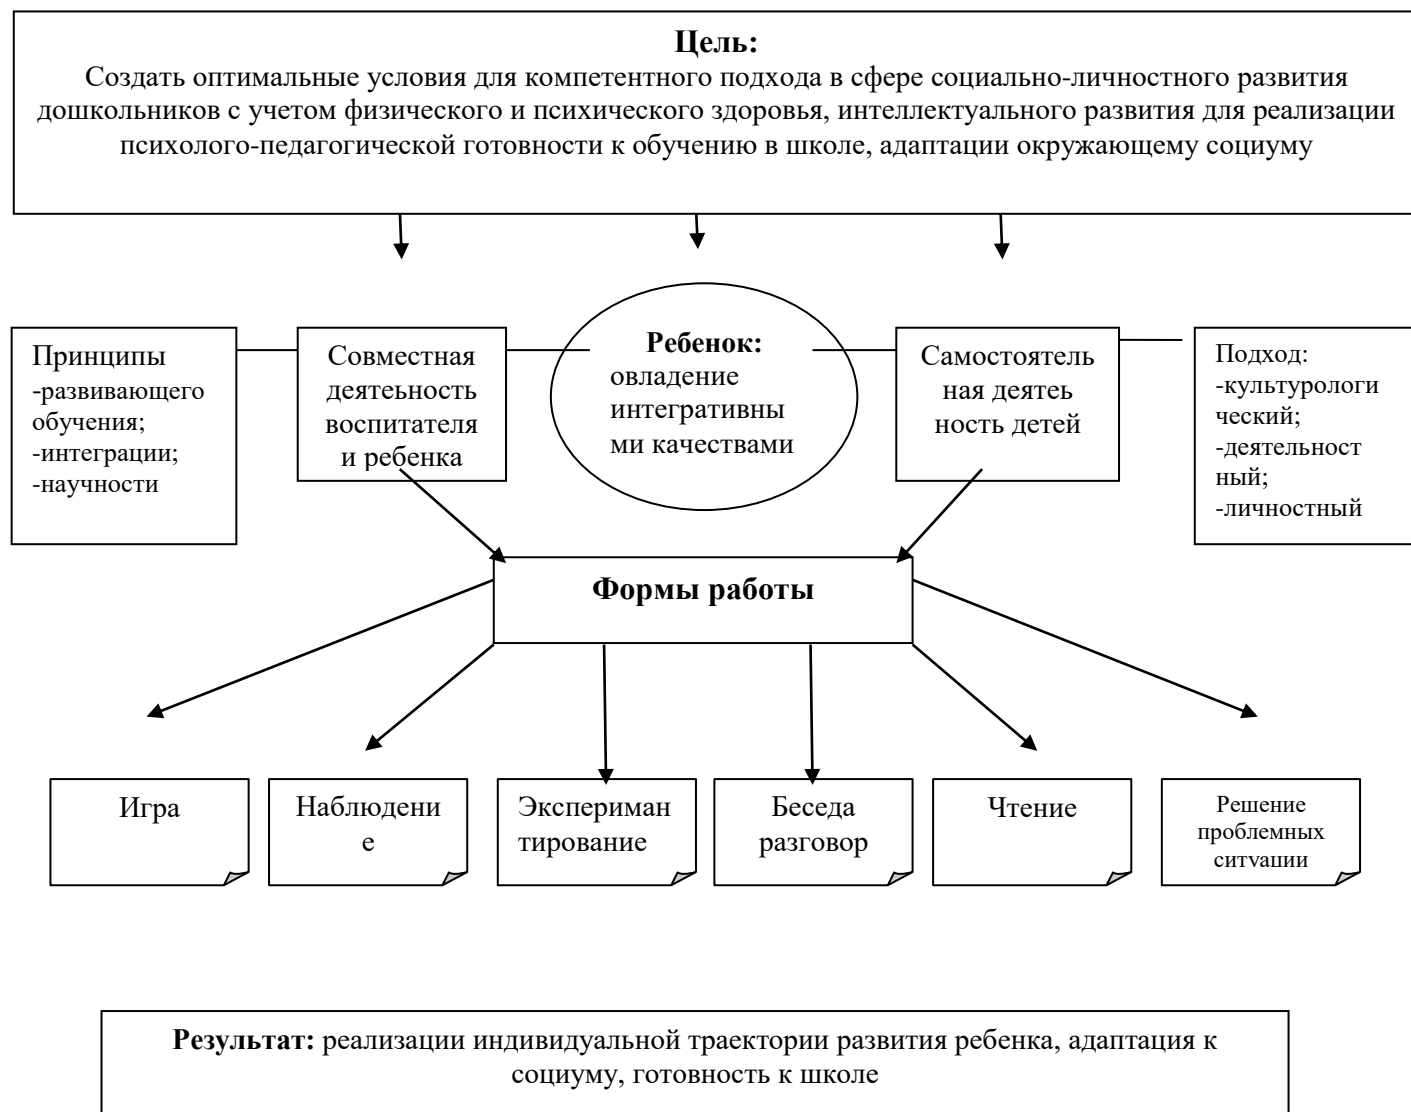 Цель:
Создать оптимальные условия для компетентного подхода в сфере социально-личностного развития
дошкольников с учетом физического и психического здоровья, интеллектуального развития для реализации
психолого-педагогической готовности к обучению в школе, адаптации окружающему социуму
Принципы
-развивающего
обучения;
-интеграции;
-научности
Совместная
деятеьность
воспитателя
и ребенка
Ребенок:
овладение
интегративны
ми качествами
Самостоятель
ная деятеь
ность детей
Подход:
-культурологи
ческий;
-деятельност
ный;
-личностный
Формы работы
Игра
Наблюдени
е
Эксперимaн
тирование
Беседа
разговор
Чтение
Решение
проблемных
ситуации
Результат: реализации индивидуальной траектории развития ребенка, адаптация к
социуму, готовность к школе